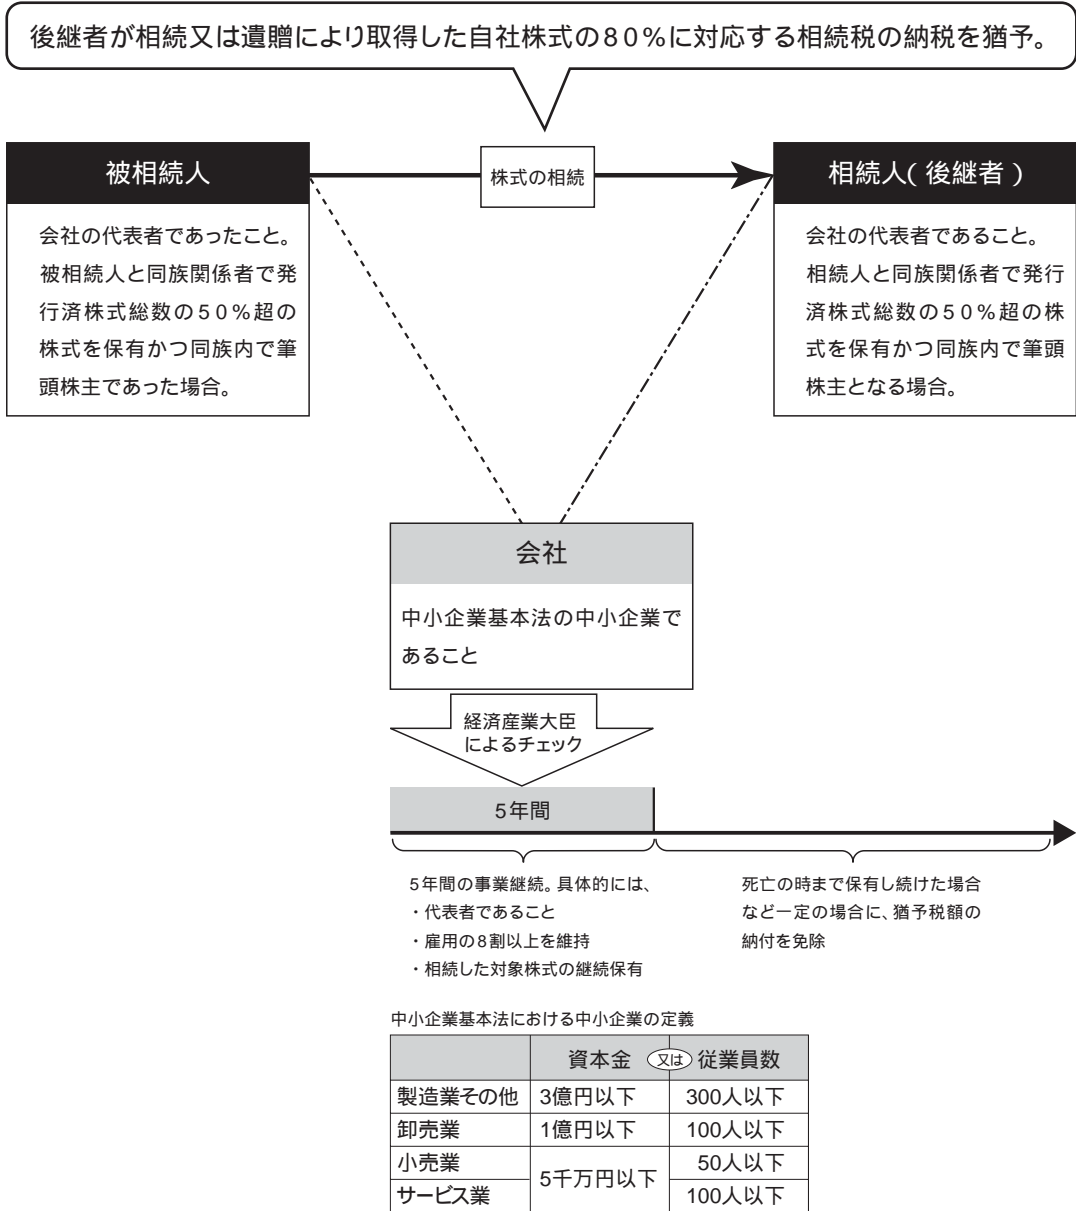 後継者が相続又は遺贈により取得した自社株式の80%に対応する相続税の納税を猶予。
被相続人
会社の代表者であったこと。
被相続人と同族関係者で発
行済株式総数の50%超の
株式を保有かつ同族内で筆
頭株主であった場合。
株式の相続
相続人(後継者)
会社の代表者であること。
相続人と同族関係者で発行
済株式総数の50%超の株
式を保有かつ同族内で筆頭
株主となる場合。
会社
中小企業基本法の中小企業で
あること
経済産業大臣
によるチェック
5年間
5年間の事業継続。具体的には、
・代表者であること
・雇用の8割以上を維持
・相続した対象株式の継続保有
死亡の時まで保有し続けた場合
など一定の場合に、猶予税額の
納付を免除
中小企業基本法における中小企業の定義
資本金 又は 従業員数
製造業その他 3億円以下 300人以下
卸売業 1億円以下 100人以下
小売業 5千万円以下 50人以下
サービス業 100人以下